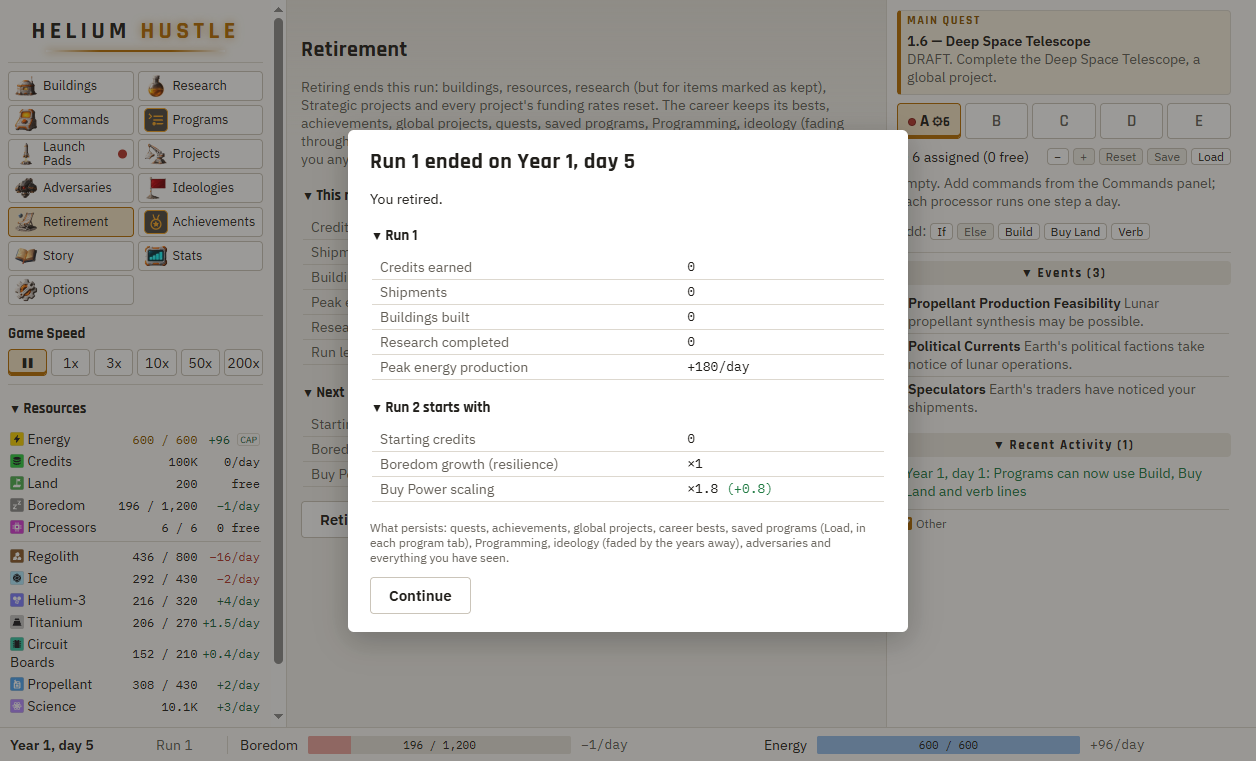 HELIUM HUSTLE
Buildings
Research
Commands
Programs
Launch Pads
Projects
Adversaries
Ideologies
Retirement
Achievements
Story
Stats
Options
Game Speed
1x 3x 10x 50x 200x
▼ Resources
Energy 600 / 600 +96 CAP
Credits 100K 0/day
Land 200 free
Boredom 196 / 1,200 −1/day
Processors 6 / 6 0 free
Regolith 436 / 800 −16/day
Ice 292 / 430 −2/day
Helium-3 216 / 320 +4/day
Titanium 206 / 270 +1.5/day
Circuit Boards 152 / 210 +0.4/day
Propellant 308 / 430 +2/day
Science 10.1K +3/day
Retirement
Retiring ends this run: buildings, resources, research (but for items marked as kept),
Strategic projects and every project's funding rates reset. The career keeps its bests,
achievements, global projects, quests, saved programs, Programming, ideology (fading
through
you any
▼ This
Credit
Shipm
Buildi
Peak e
Resea
Run le
▼ Next
Startin
Bored
Buy P
Reti
Run 1 ended on Year 1, day 5
You retired.
▼ Run 1
Credits earned 0
Shipments 0
Buildings built 0
Research completed 0
Peak energy production +180/day
▼ Run 2 starts with
Starting credits 0
Boredom growth (resilience) ×1
Buy Power scaling ×1.8 (+0.8)
What persists: quests, achievements, global projects, career bests, saved programs (Load, in
each program tab), Programming, ideology (faded by the years away), adversaries and
everything you have seen.
Continue
MAIN QUEST
1.6 — Deep Space Telescope
DRAFT. Complete the Deep Space Telescope, a
global project.
A ⚙6 B C D E
6 assigned (0 free) − + Reset Save Load
mpty. Add commands from the Commands panel;
ach processor runs one step a day.
dd: If Else Build Buy Land Verb
▼ Events (3)
Propellant Production Feasibility Lunar
propellant synthesis may be possible.
Political Currents Earth's political factions take
notice of lunar operations.
Speculators Earth's traders have noticed your
shipments.
▼ Recent Activity (1)
Year 1, day 1: Programs can now use Build, Buy
Land and verb lines
Other
Year 1, day 5 Run 1 Boredom 196 / 1,200 −1/day Energy 600 / 600 +96/day